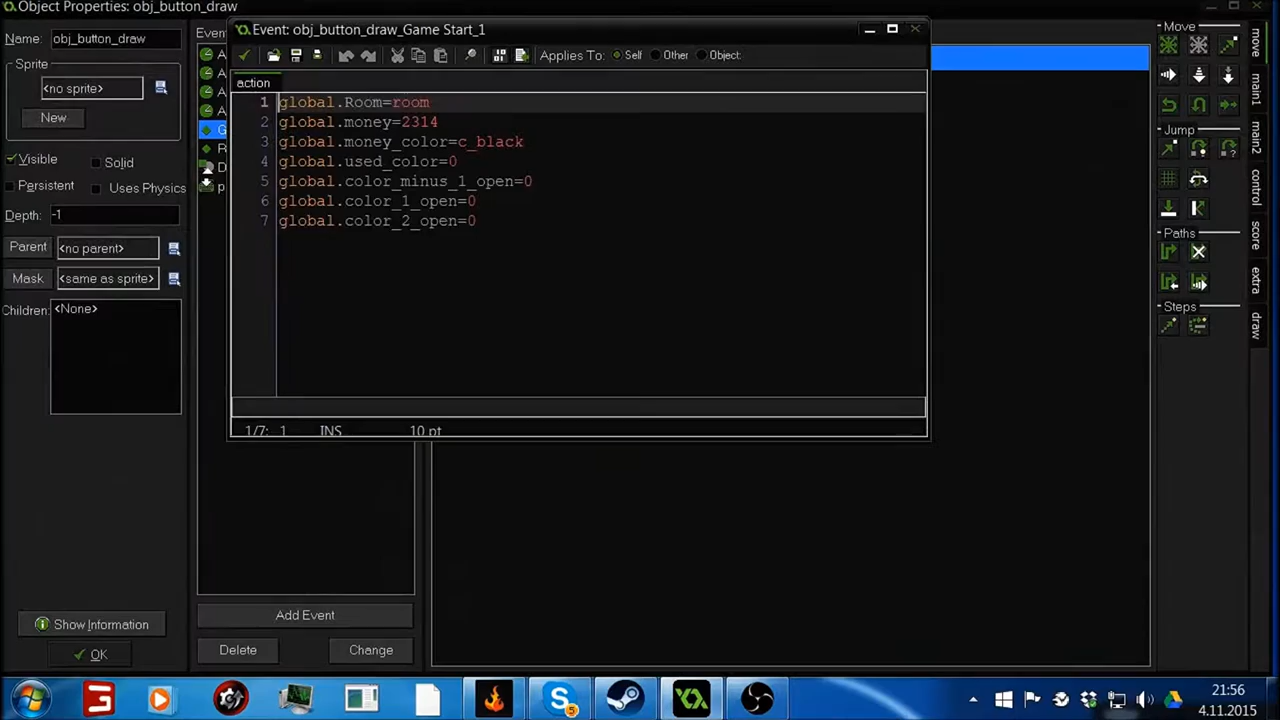 Object Properties: obj_button_draw
Name: obj_button_draw
Sprite
<no sprite>
New
Visible
Solid
Persistent
Uses Physics
Depth: -1
Parent
<no parent>
Mask
<same as sprite>
Children:
<None>
Show Information
OK
Add Event
Delete
Change
Event: obj_button_draw_Game Start_1
Applies To:
Self
Other
Object:
action
1 global.Room=room
2 global.money=2314
3 global.money_color=c_black
4 global.used_color=0
5 global.color_minus_1_open=0
6 global.color_1_open=0
7 global.color_2_open=0
1/7: 1
INS
10 pt
Move
Jump
Paths
Steps
move
main1
main2
control
score
extra
draw
5
21:56
4.11.2015